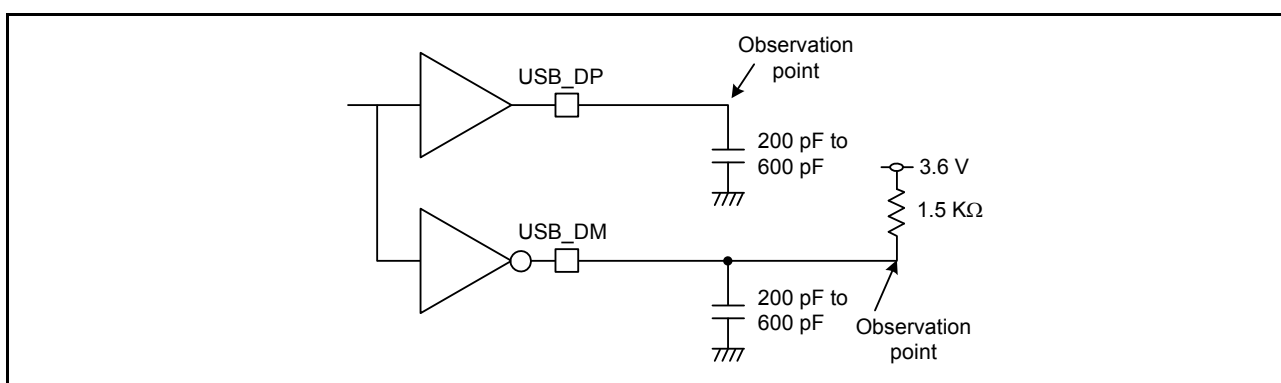 Observation
point
USB_DP
200 pF to
600 pF
3.6 V
1.5 KΩ
USB_DM
200 pF to
600 pF
Observation
point